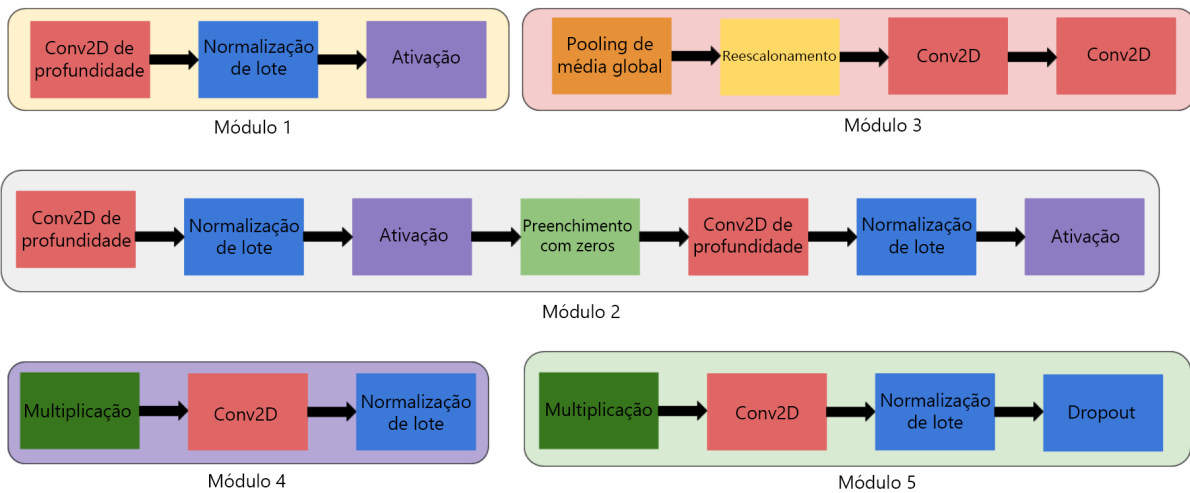 Conv2D de
profundidade
Normalização
de lote
Ativação
Módulo 1
Pooling de
média global
Reescalonamento
Conv2D
Conv2D
Módulo 3
Conv2D de
profundidade
Normalização
de lote
Ativação
Preenchimento
com zeros
Conv2D de
profundidade
Normalização
de lote
Ativação
Módulo 2
Multiplicação
Conv2D
Normalização
de lote
Módulo 4
Multiplicação
Conv2D
Normalização
de lote
Dropout
Módulo 5